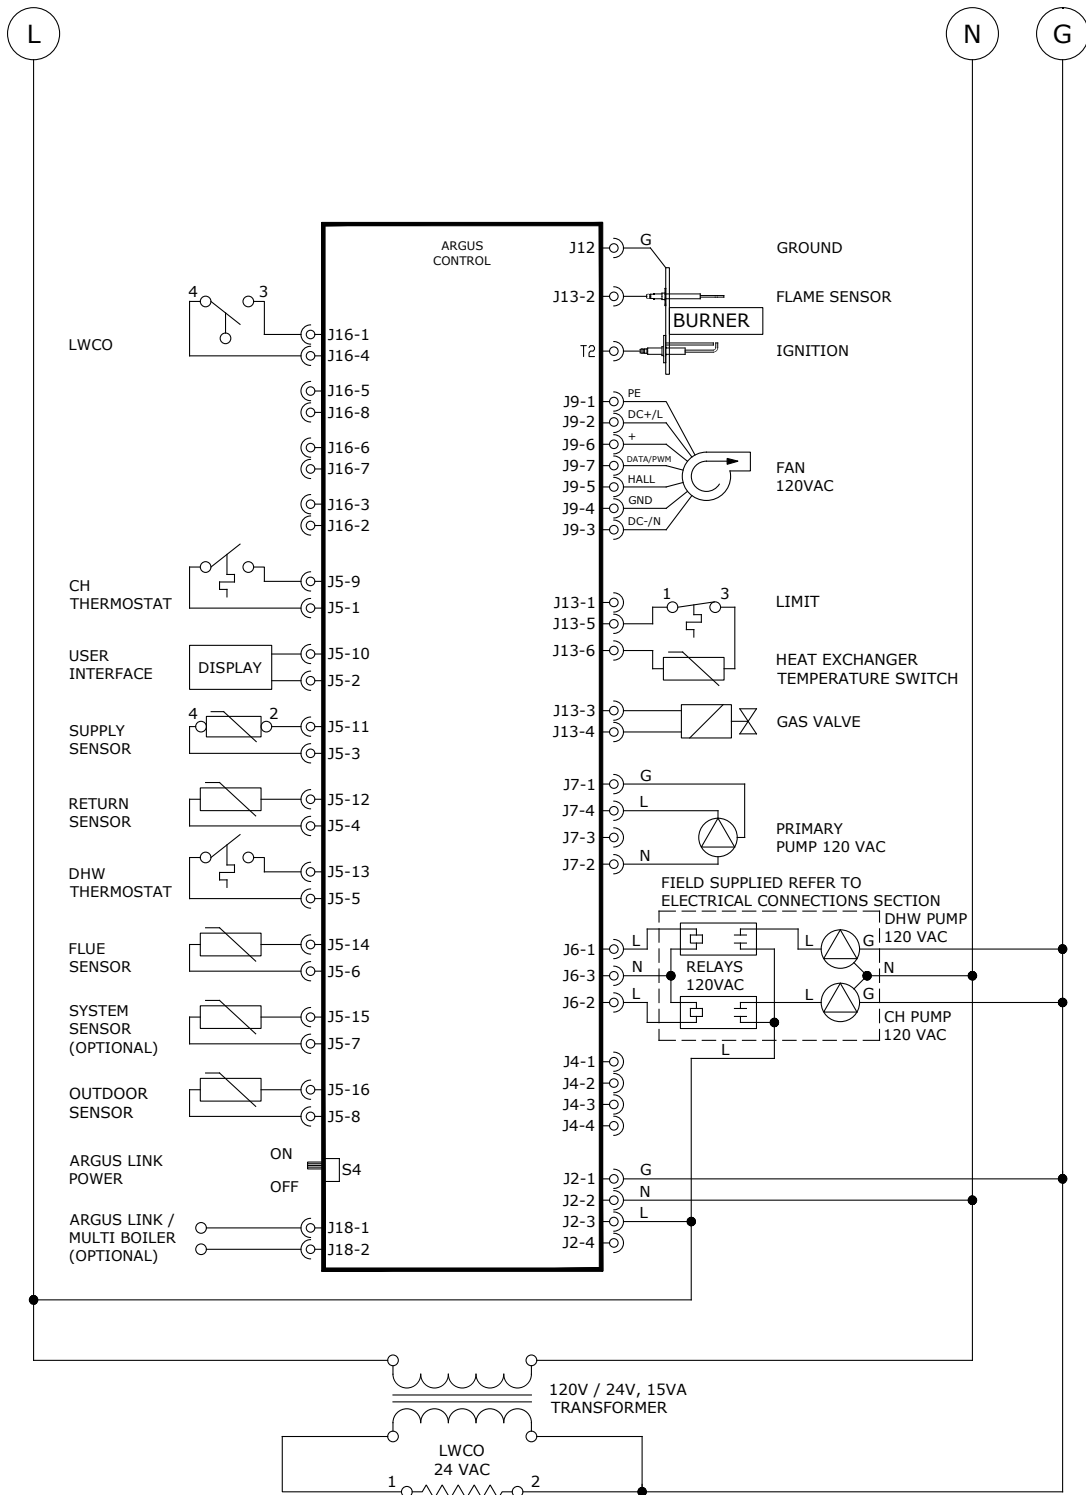 L
N
G
ARGUS
CONTROL
LWCO
4
3
J16-1
J16-4
J16-5
J16-8
J16-6
J16-7
J16-3
J16-2
CH
THERMOSTAT
J5-9
J5-1
USER
INTERFACE
DISPLAY
J5-10
J5-2
SUPPLY
SENSOR
4
2
J5-11
J5-3
RETURN
SENSOR
J5-12
J5-4
DHW
THERMOSTAT
J5-13
J5-5
FLUE
SENSOR
J5-14
J5-6
SYSTEM
SENSOR
(OPTIONAL)
J5-15
J5-7
OUTDOOR
SENSOR
J5-16
J5-8
ARGUS LINK
POWER
ON
OFF
S4
ARGUS LINK /
MULTI BOILER
(OPTIONAL)
J18-1
J18-2
J12
G
GROUND
J13-2
FLAME SENSOR
BURNER
T2
IGNITION
J9-1
PE
J9-2
DC+/L
J9-6
+
J9-7
DATA/PWM
J9-5
HALL
J9-4
GND
J9-3
DC-/N
FAN
120VAC
J13-1
J13-5
J13-6
1
3
LIMIT
HEAT EXCHANGER
TEMPERATURE SWITCH
J13-3
J13-4
GAS VALVE
J7-1
G
J7-4
L
J7-3
J7-2
N
PRIMARY
PUMP 120 VAC
FIELD SUPPLIED REFER TO
ELECTRICAL CONNECTIONS SECTION
DHW PUMP
120 VAC
J6-1
L
J6-3
N
J6-2
L
RELAYS
120VAC
L
G
N
L
G
CH PUMP
120 VAC
L
J4-1
J4-2
J4-3
J4-4
J2-1
G
J2-2
N
J2-3
L
J2-4
120V / 24V, 15VA
TRANSFORMER
LWCO
24 VAC
1
2